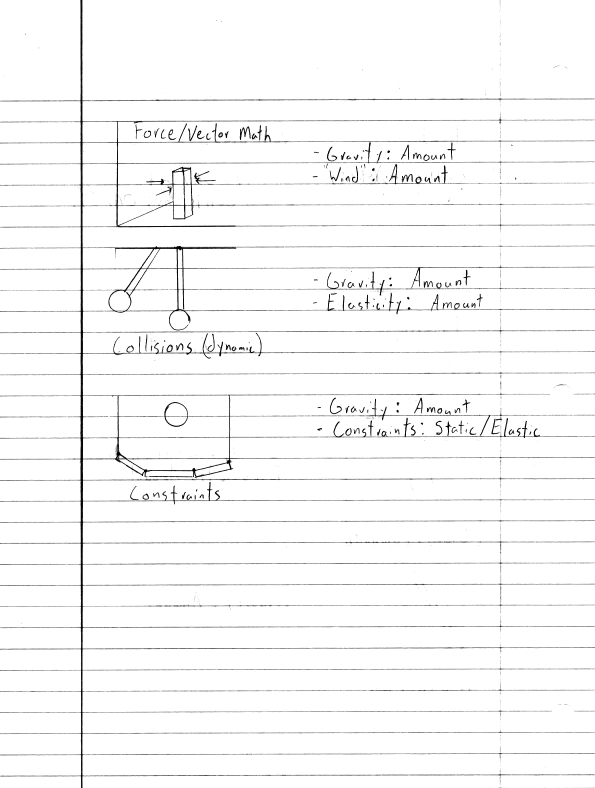 Force/Vector Math
- Gravity: Amount
- "Wind": Amount
- Gravity: Amount
- Elasticity: Amount
Collisions (dynamic)
- Gravity: Amount
- Constraints: Static/Elastic
Constraints